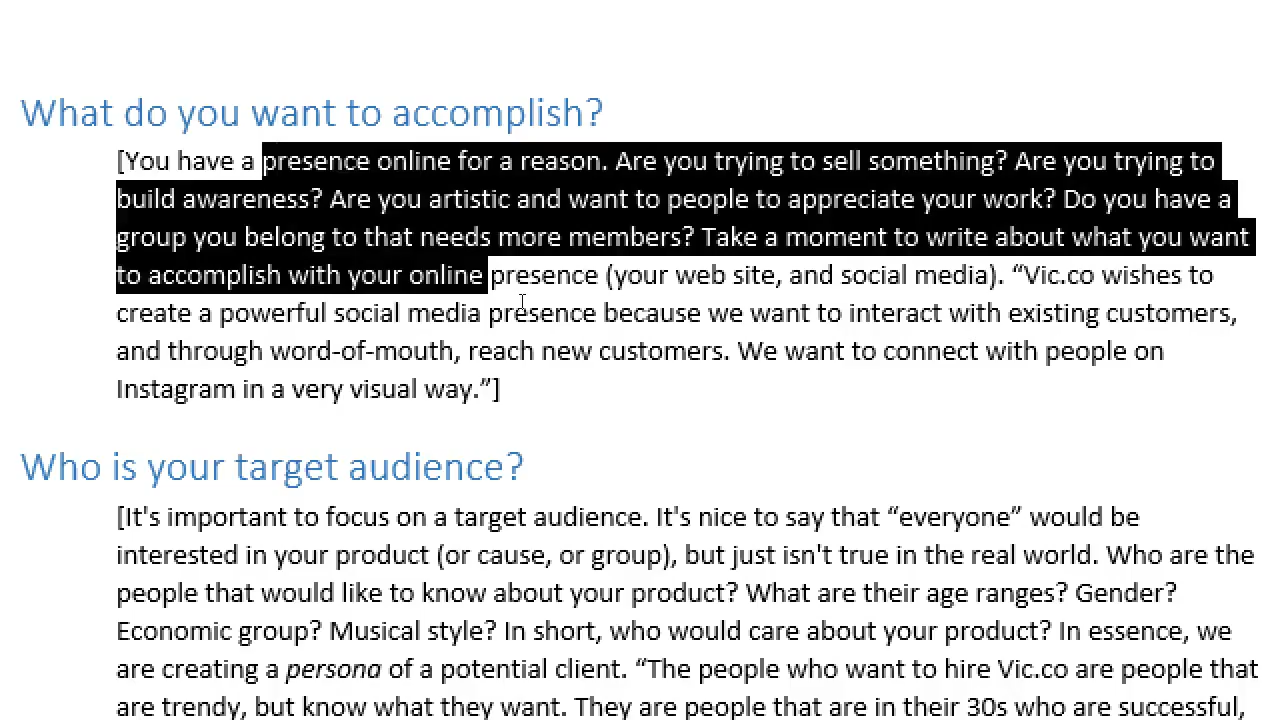 What do you want to accomplish?
[You have a presence online for a reason. Are you trying to sell something? Are you trying to
build awareness? Are you artistic and want to people to appreciate your work? Do you have a
group you belong to that needs more members? Take a moment to write about what you want
to accomplish with your online presence (your web site, and social media). “Vic.co wishes to
create a powerful social media presence because we want to interact with existing customers,
and through word-of-mouth, reach new customers. We want to connect with people on
Instagram in a very visual way.”]
Who is your target audience?
[It's important to focus on a target audience. It's nice to say that “everyone” would be
interested in your product (or cause, or group), but just isn't true in the real world. Who are the
people that would like to know about your product? What are their age ranges? Gender?
Economic group? Musical style? In short, who would care about your product? In essence, we
are creating a persona of a potential client. “The people who want to hire Vic.co are people that
are trendy, but know what they want. They are people that are in their 30s who are successful,